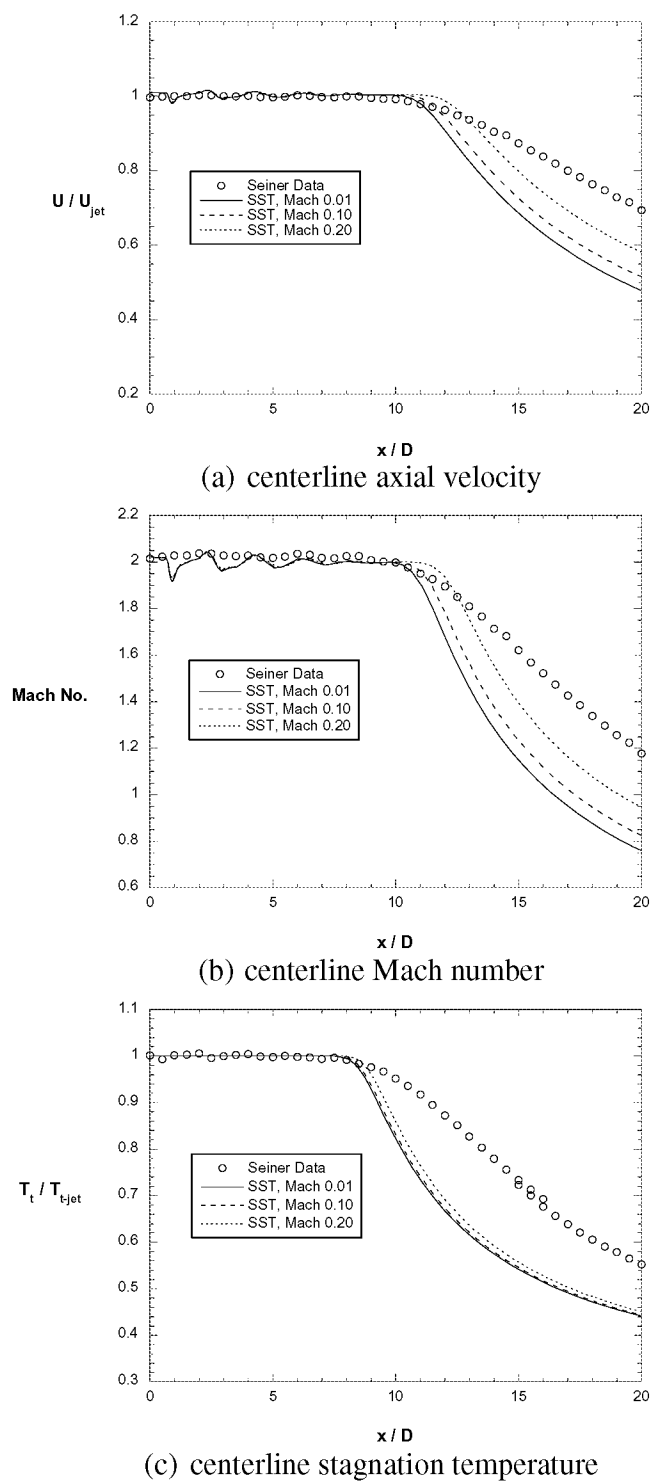 1.2
1
0.8
0.6
0.4
0.2
U / Ujet
Seiner Data
SST, Mach 0.01
SST, Mach 0.10
SST, Mach 0.20
0 5 10 15 20
x / D
(a) centerline axial velocity
2.2
2
1.8
1.6
1.4
1.2
1
0.8
0.6
Mach No.
Seiner Data
SST, Mach 0.01
SST, Mach 0.10
SST, Mach 0.20
0 5 10 15 20
x / D
(b) centerline Mach number
1.1
1
0.9
0.8
0.7
0.6
0.5
0.4
0.3
Tt / Tt-jet
Seiner Data
SST, Mach 0.01
SST, Mach 0.10
SST, Mach 0.20
0 5 10 15 20
x / D
(c) centerline stagnation temperature